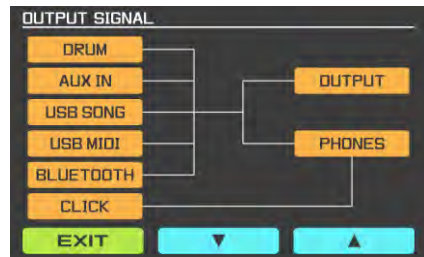 OUTPUT SIGNAL
DRUM
AUX IN
OUTPUT
USB SONG
USB MIDI
PHONES
BLUETOOTH
CLICK
EXIT ▼ ▲